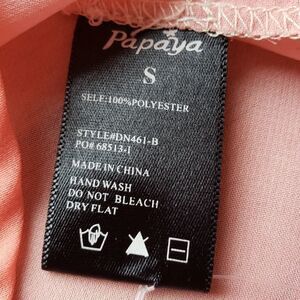 Papaya
S
SELF:100%POLYESTER
STYLE#DN461-B
PO# 68513-1
MADE IN CHINA
HAND WASH
DO NOT BLEACH
DRY FLAT